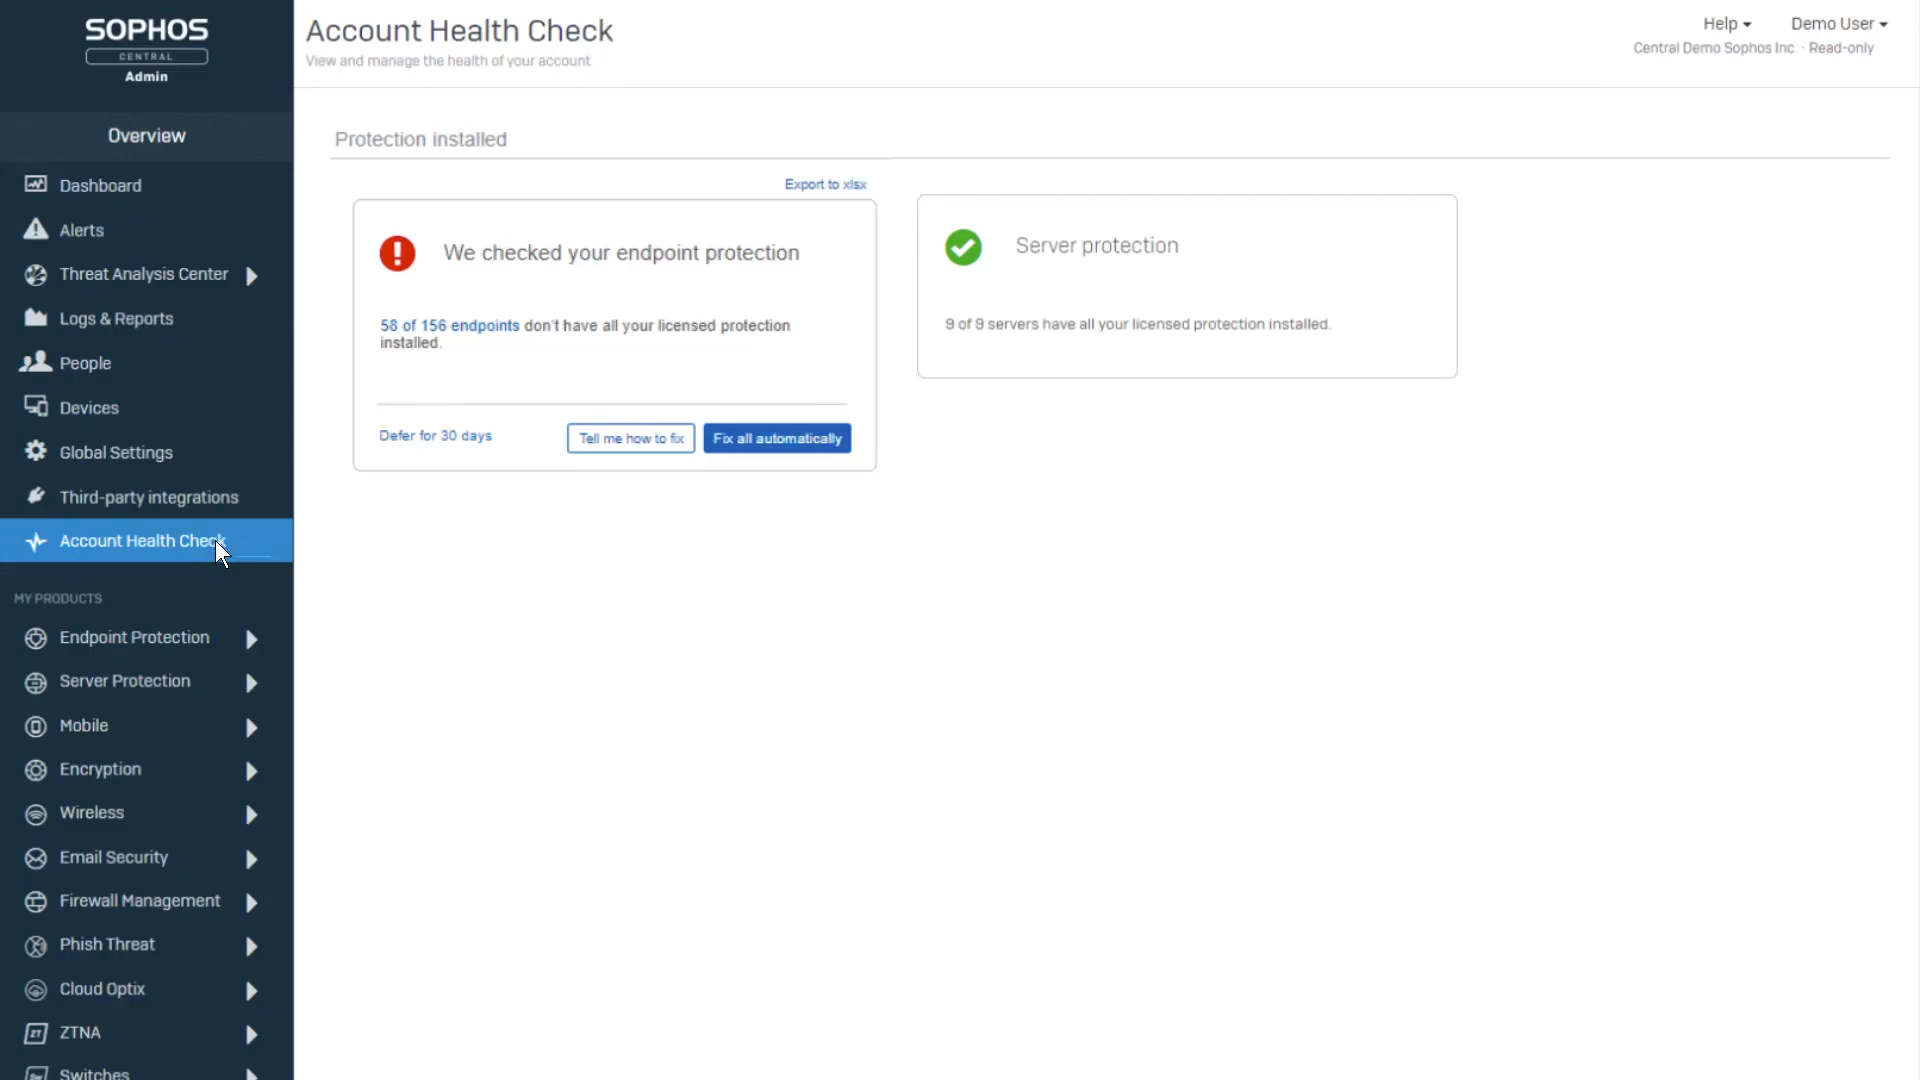 SOPHOS
CENTRAL
Admin
Overview
Dashboard
Alerts
Threat Analysis Center
Logs & Reports
People
Devices
Global Settings
Third-party integrations
Account Health Check
MY PRODUCTS
Endpoint Protection
Server Protection
Mobile
Encryption
Wireless
Email Security
Firewall Management
Phish Threat
Cloud Optix
ZT
ZTNA
Switches
Account Health Check
View and manage the health of your account
Help
Demo User
Central Demo Sophos Inc. · Read-only
Protection installed
Export to xlsx
We checked your endpoint protection
58 of 156 endpoints don't have all your licensed protection
installed.
Defer for 30 days
Tell me how to fix
Fix all automatically
Server protection
9 of 9 servers have all your licensed protection installed.